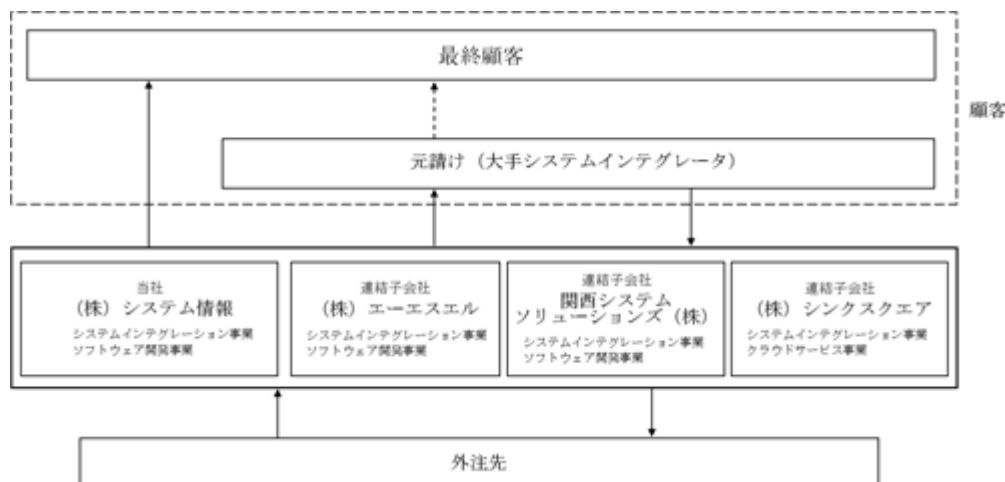 最終顧客
顧客
元請け（大手システムインテグレータ）
当社
（株）システム情報
システムインテグレーション事業
ソフトウェア開発事業
連結子会社
（株）エーエスエル
システムインテグレーション事業
ソフトウェア開発事業
連結子会社
関西システム
ソリューションズ（株）
システムインテグレーション事業
ソフトウェア開発事業
連結子会社
（株）シンクスクエア
システムインテグレーション事業
クラウドサービス事業
外注先